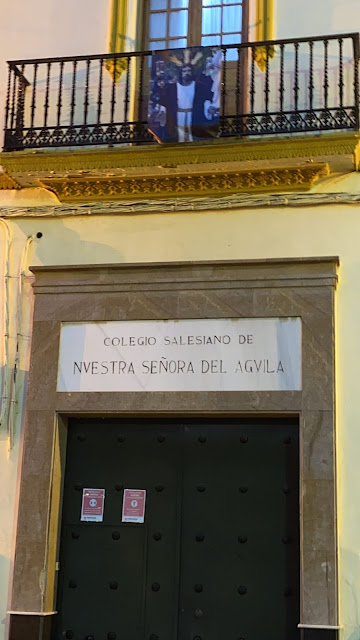 COLEGIO SALESIANO DE
NVESTRA SEÑORA DEL AGVILA